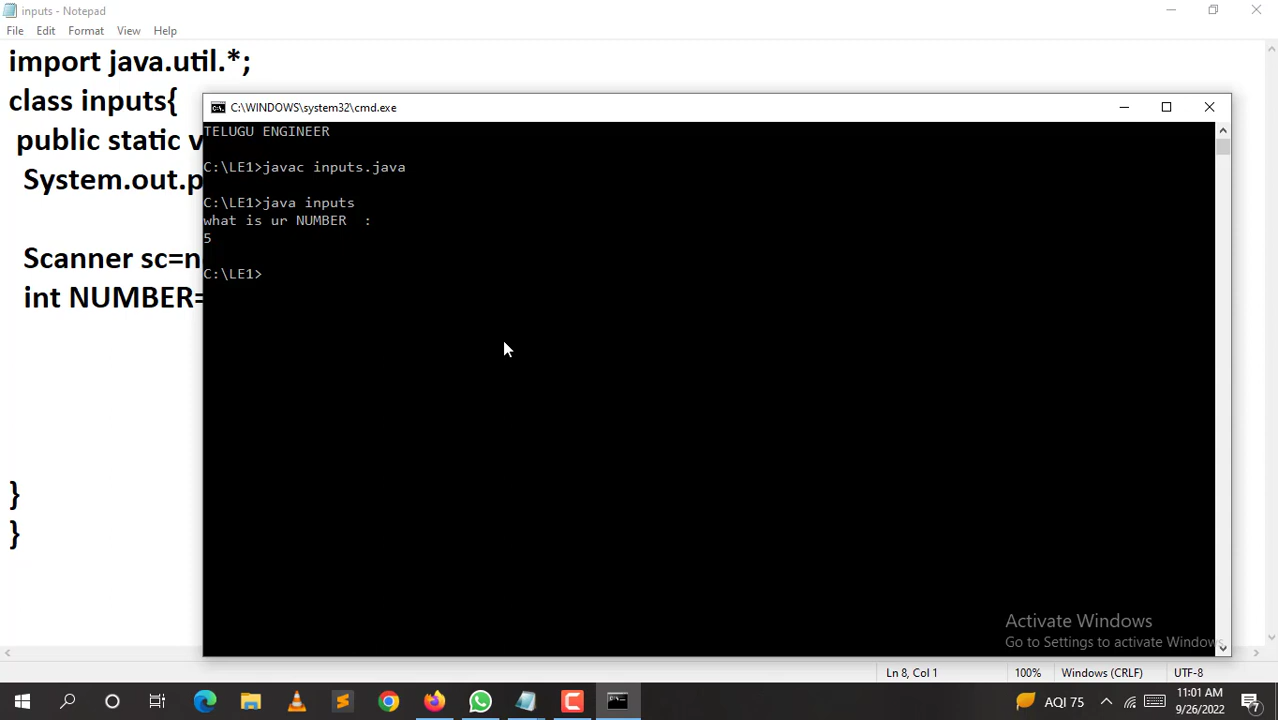 inputs - Notepad
File Edit Format View Help
import java.util.*;
class inputs{
public static v
System.out.p
Scanner sc=n
int NUMBER=
}
}
C:\WINDOWS\system32\cmd.exe
TELUGU ENGINEER
C:\LE1>javac inputs.java
C:\LE1>java inputs
what is ur NUMBER  :
5
C:\LE1>
Activate Windows
Go to Settings to activate Windows.
Ln 8, Col 1 100% Windows (CRLF) UTF-8
AQI 75 11:01 AM
9/26/2022 7